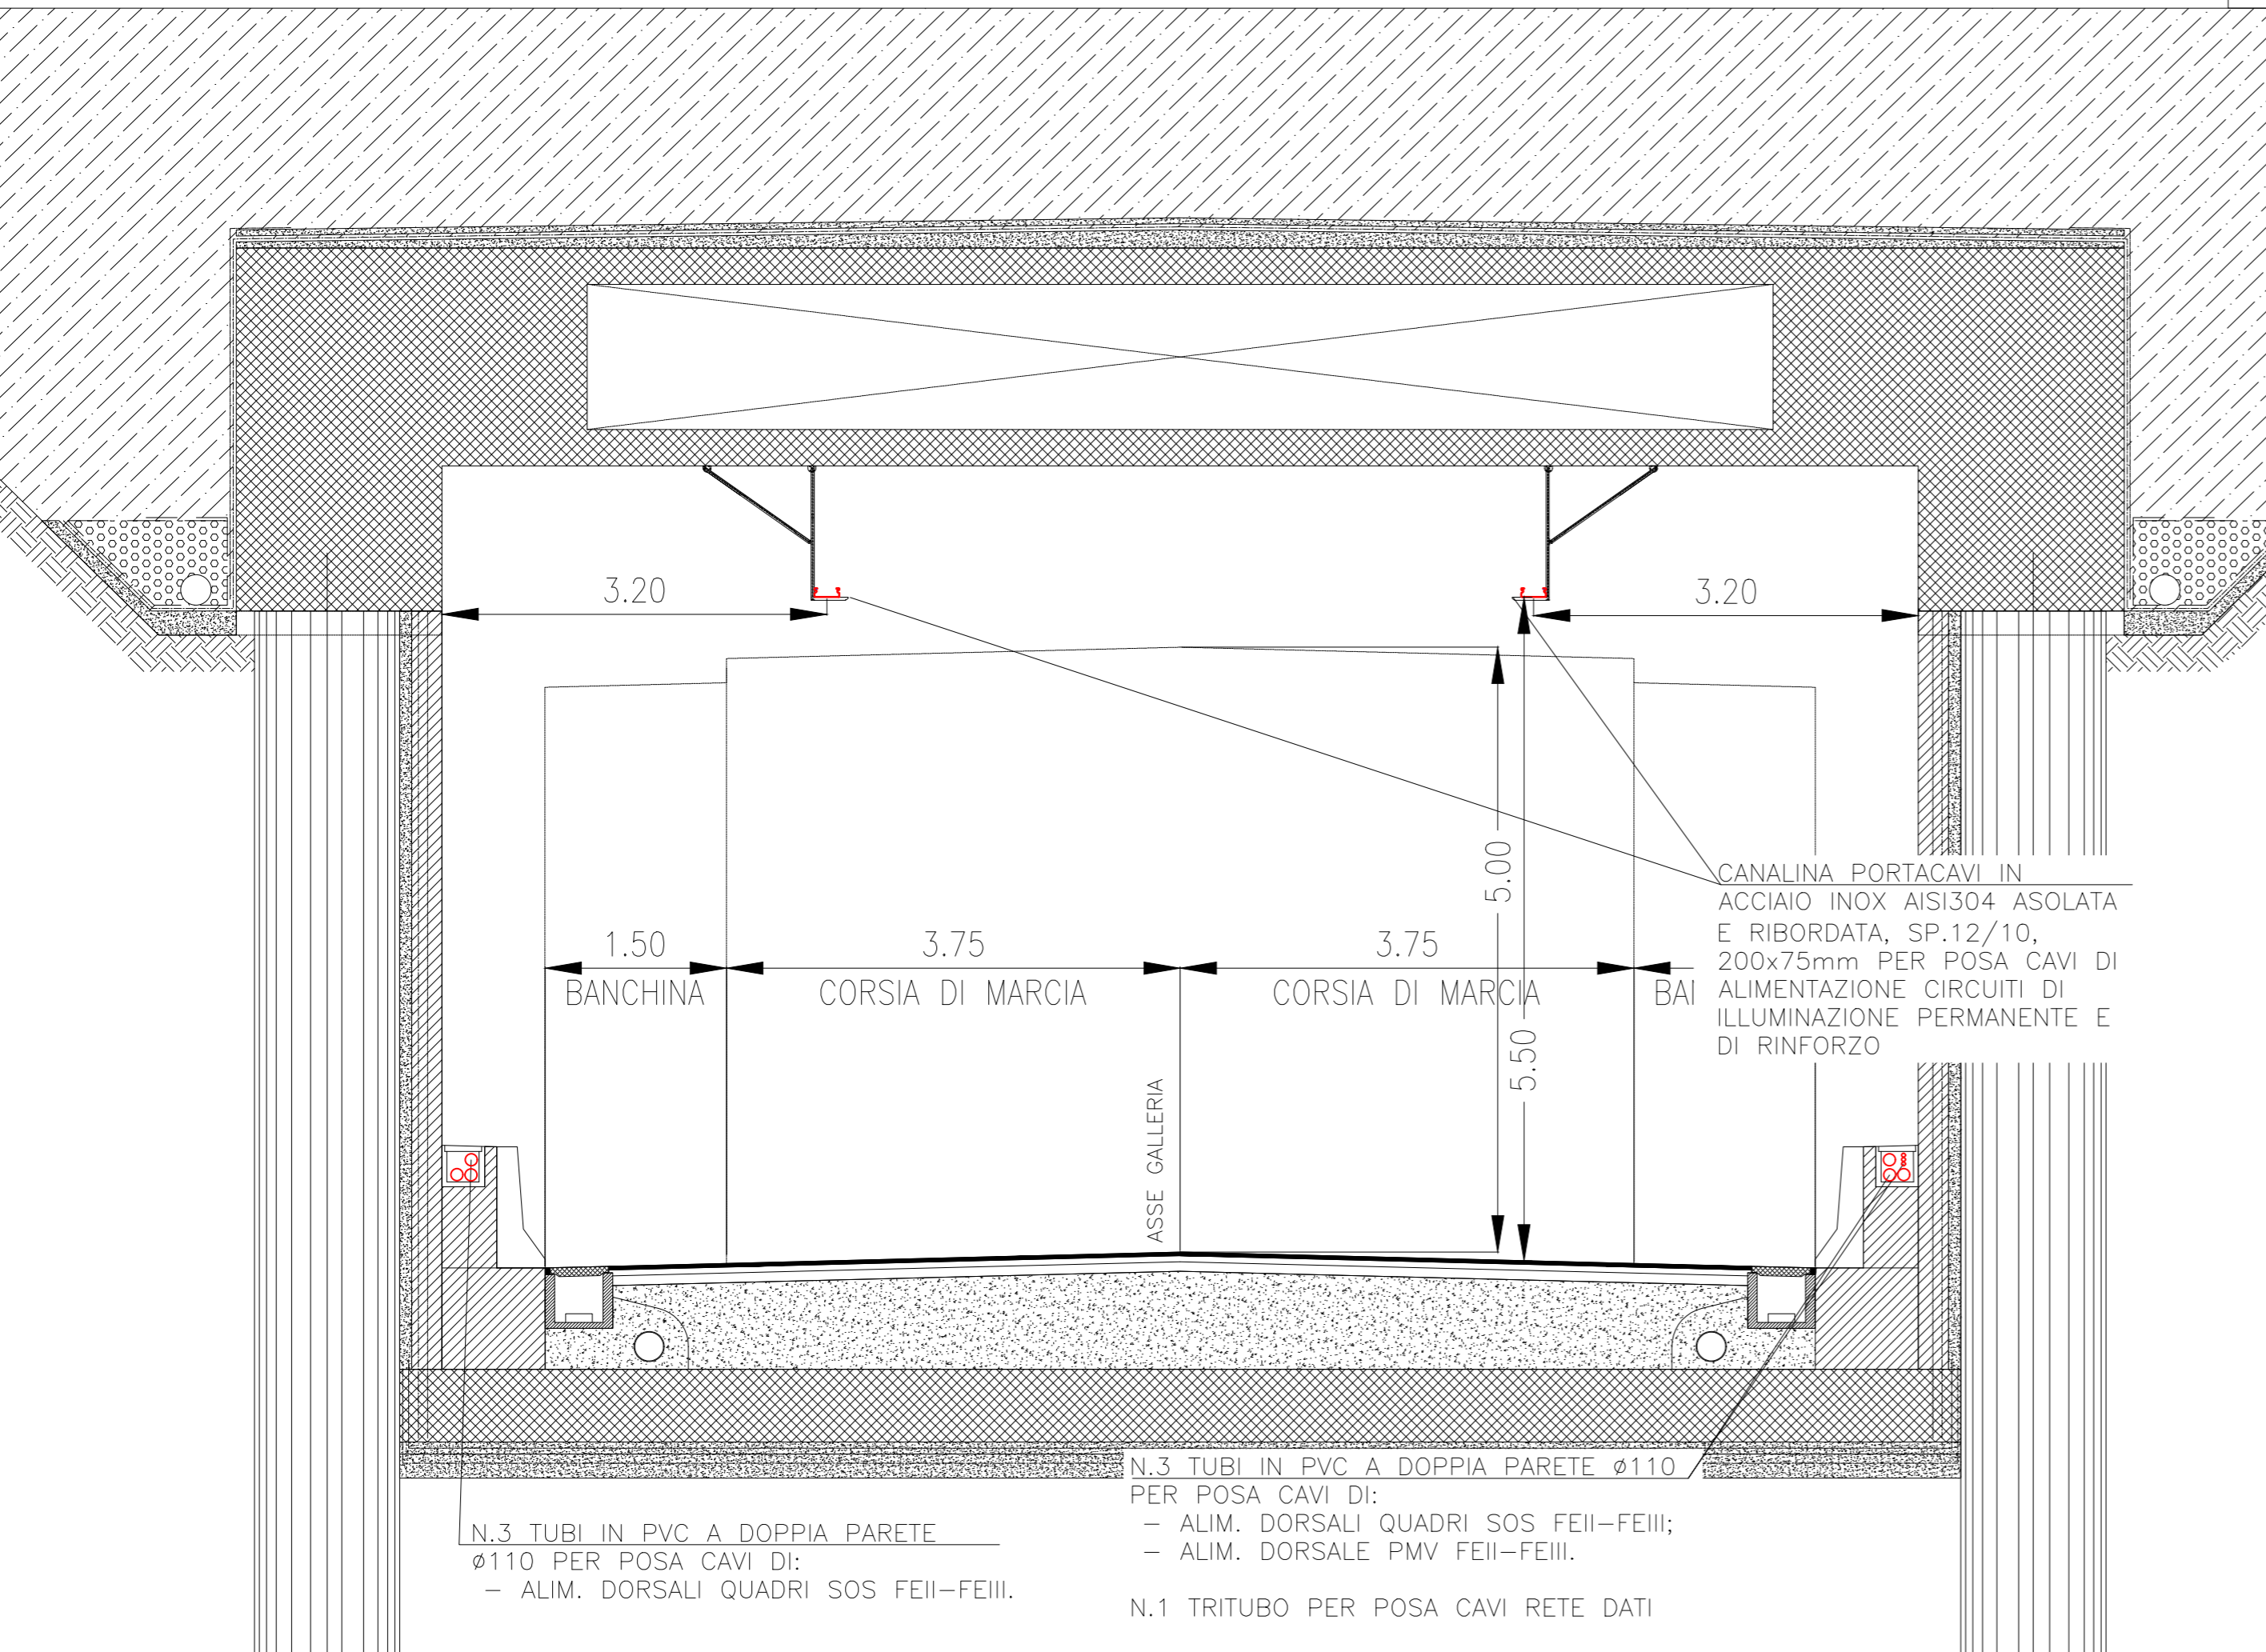 3.20
3.20
5.00
5.50
1.50
3.75
3.75
BANCHINA
CORSIA DI MARCIA
CORSIA DI MARCIA
BAI
ASSE GALLERIA
CANALINA PORTACAVI IN
ACCIAIO INOX AISI304 ASOLATA
E RIBORDATA, SP.12/10,
200x75mm PER POSA CAVI DI
ALIMENTAZIONE CIRCUITI DI
ILLUMINAZIONE PERMANENTE E
DI RINFORZO
N.3 TUBI IN PVC A DOPPIA PARETE
ø110 PER POSA CAVI DI:
– ALIM. DORSALI QUADRI SOS FEII–FEIII.
N.3 TUBI IN PVC A DOPPIA PARETE ø110
PER POSA CAVI DI:
– ALIM. DORSALI QUADRI SOS FEII–FEIII;
– ALIM. DORSALE PMV FEII–FEIII.
N.1 TRITUBO PER POSA CAVI RETE DATI